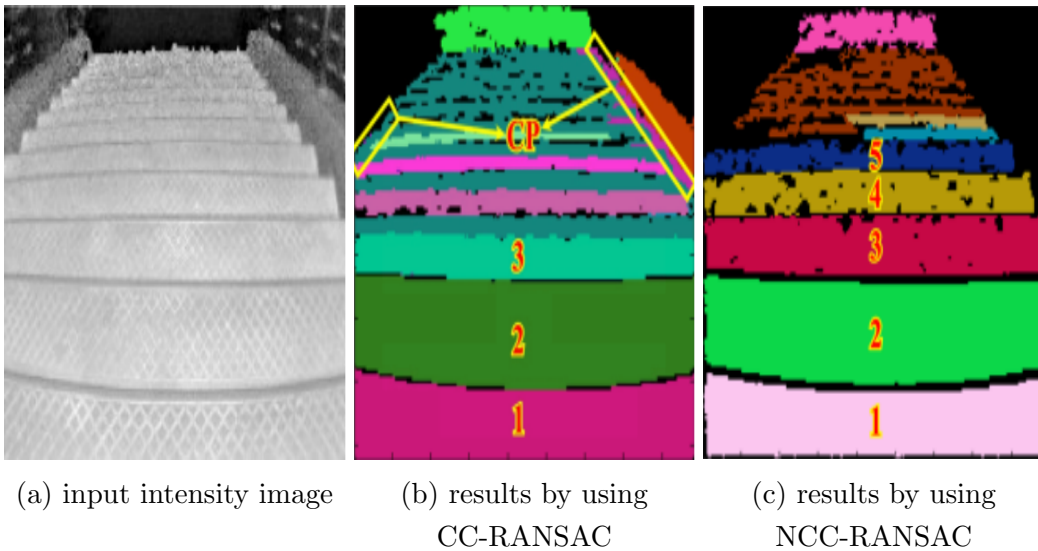 CP
3
2
1
5
4
3
2
1
(a) input intensity image
(b) results by using
CC-RANSAC
(c) results by using
NCC-RANSAC